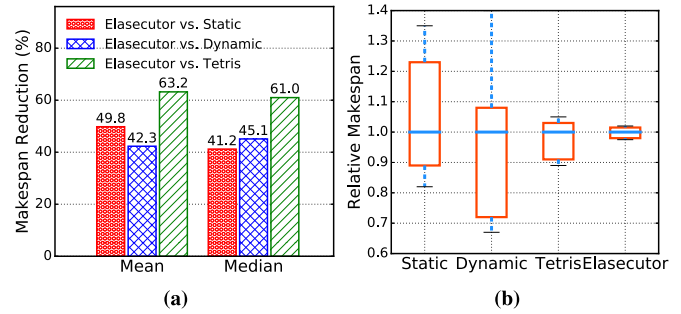 Makespan Reduction (%)
80
60
40
20
0
Elasecutor vs. Static
Elasecutor vs. Dynamic
Elasecutor vs. Tetris
49.8
42.3
63.2
41.2
45.1
61.0
Mean
Median
(a)
Relative Makespan
1.4
1.3
1.2
1.1
1.0
0.9
0.8
0.7
0.6
Static
Dynamic
Tetris
Elasecutor
(b)